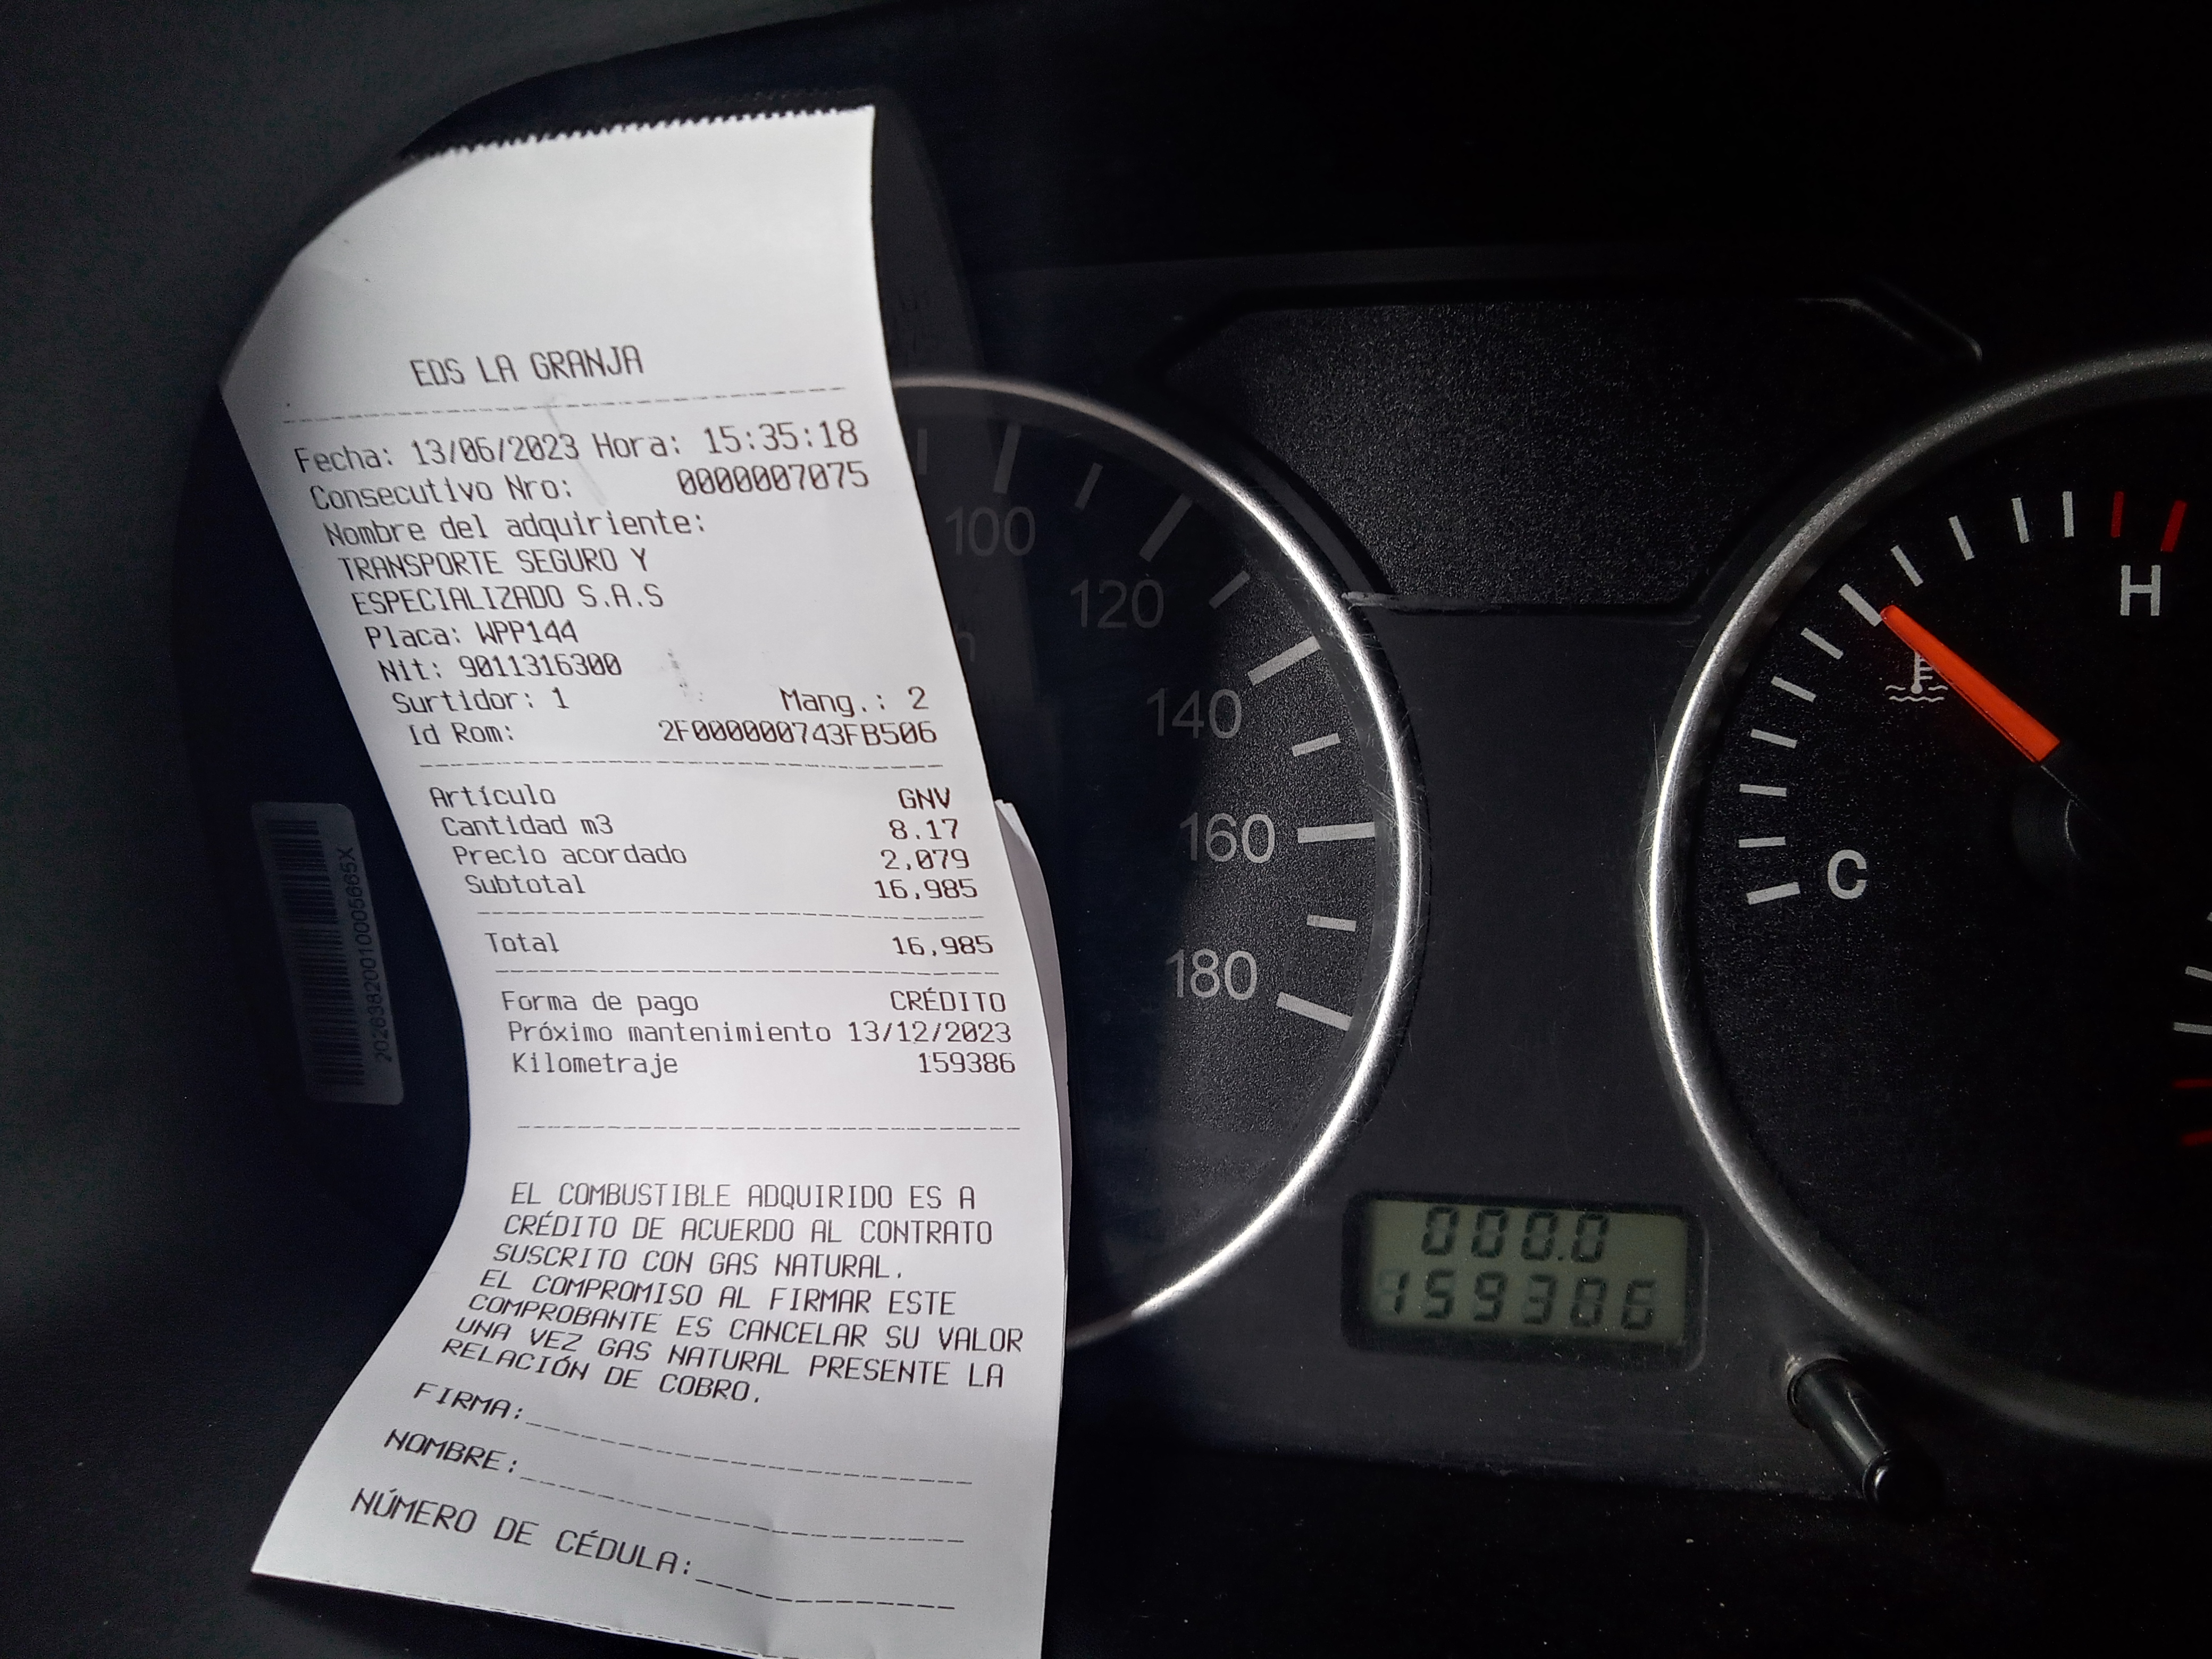 EDS LA GRANJA
Fecha: 13/06/2023 Hora: 15:35:18
Consecutivo Nro: 0000007075
Nombre del adquiriente:
TRANSPORTE SEGURO Y
ESPECIALIZADO S.A.S
Placa: WPP144
Nit: 9011316300
Surtidor: 1 Mang.: 2
Id Rom: 2F000000743FB506
Artículo GNV
Cantidad m3 8.17
Precio acordado 2,079
Subtotal 16,985
Total 16,985
Forma de pago CRÉDITO
Próximo mantenimiento 13/12/2023
Kilometraje 159386
EL COMBUSTIBLE ADQUIRIDO ES A
CRÉDITO DE ACUERDO AL CONTRATO
SUSCRITO CON GAS NATURAL.
EL COMPROMISO AL FIRMAR ESTE
COMPROBANTE ES CANCELAR SU VALOR
UNA VEZ GAS NATURAL PRESENTE LA
RELACIÓN DE COBRO.
FIRMA:
NOMBRE:
NÚMERO DE CÉDULA:
100
120
140
160
180
H
C
000.0
159386